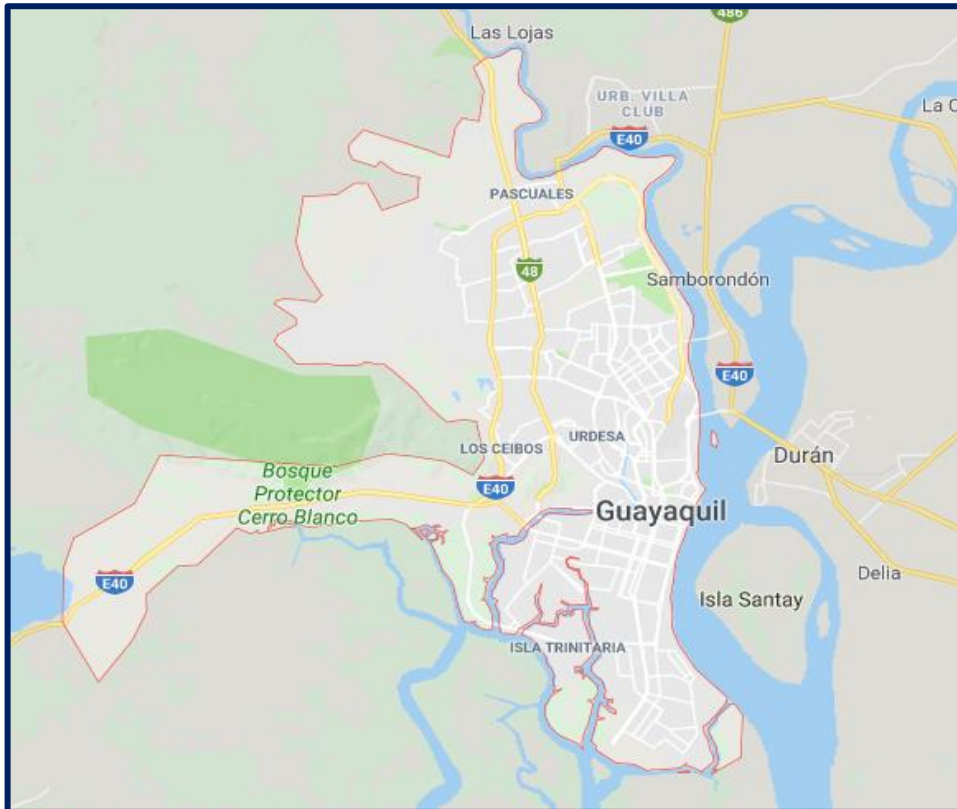 486
Las Lojas
URB. VILLA
CLUB
La C
E40
PASCUALES
48
Samborondón
E40
LOS CEIBOS
URDESA
Durán
Bosque
Protector
Cerro Blanco
E40
Guayaquil
E40
Delia
Isla Santay
ISLA TRINITARIA